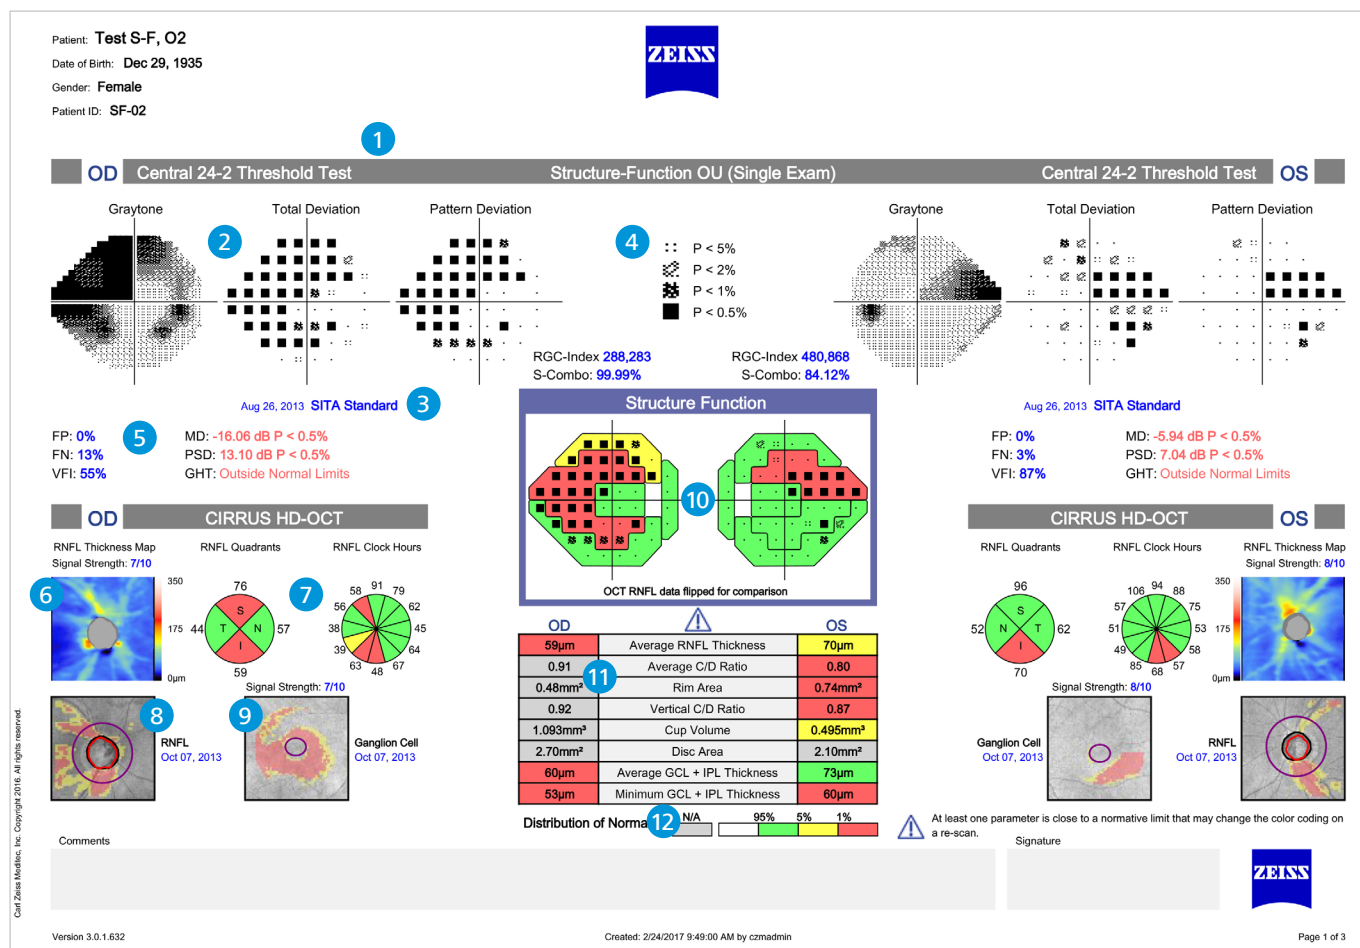 Patient: Test S-F, O2
ZEISS
Date of Birth: Dec 29, 1935
Gender: Female
Patient ID: SF-02
1
OD Central 24-2 Threshold Test Structure-Function OU (Single Exam) Central 24-2 Threshold Test OS
Graytone Total Deviation Pattern Deviation Graytone Total Deviation Pattern Deviation
2
4
P < 5%
P < 2%
P < 1%
P < 0.5%
RGC-Index 288,283 RGC-Index 480,868
S-Combo: 99.99% S-Combo: 84.12%
Aug 26, 2013 SITA Standard 3
Aug 26, 2013 SITA Standard
5
FP: 0% MD: -16.06 dB P < 0.5%
FN: 13% PSD: 13.10 dB P < 0.5%
VFI: 55% GHT: Outside Normal Limits
Structure Function
10
OCT RNFL data flipped for comparison
FP: 0% MD: -5.94 dB P < 0.5%
FN: 3% PSD: 7.04 dB P < 0.5%
VFI: 87% GHT: Outside Normal Limits
OD CIRRUS HD-OCT
RNFL Thickness Map RNFL Quadrants RNFL Clock Hours
Signal Strength: 7/10
6
350
175
0µm
76
S
44 T N 57
I
59
7
58 91 79
56 62
38 45
39 64
63 48 67
Signal Strength: 7/10
8
RNFL
Oct 07, 2013
9
Ganglion Cell
Oct 07, 2013
CIRRUS HD-OCT OS
RNFL Quadrants RNFL Clock Hours RNFL Thickness Map
Signal Strength: 8/10
96
S
52 N T 62
I
70
106 94 88
57 75
51 53
49 58
85 68 57
350
175
0µm
Signal Strength: 8/10
Ganglion Cell
Oct 07, 2013
RNFL
Oct 07, 2013
OD OS
59µm Average RNFL Thickness 70µm
0.91 Average C/D Ratio 0.80
11
0.48mm² Rim Area 0.74mm²
0.92 Vertical C/D Ratio 0.87
1.093mm³ Cup Volume 0.495mm³
2.70mm² Disc Area 2.10mm²
60µm Average GCL + IPL Thickness 73µm
53µm Minimum GCL + IPL Thickness 60µm
Distribution of Norma 12 N/A 95% 5% 1%
At least one parameter is close to a normative limit that may change the color coding on
a re-scan.
Comments
Signature
ZEISS
Carl Zeiss Meditec, Inc. Copyright 2016. All rights reserved.
Version 3.0.1.632 Created: 2/24/2017 9:49:00 AM by czmadmin Page 1 of 3